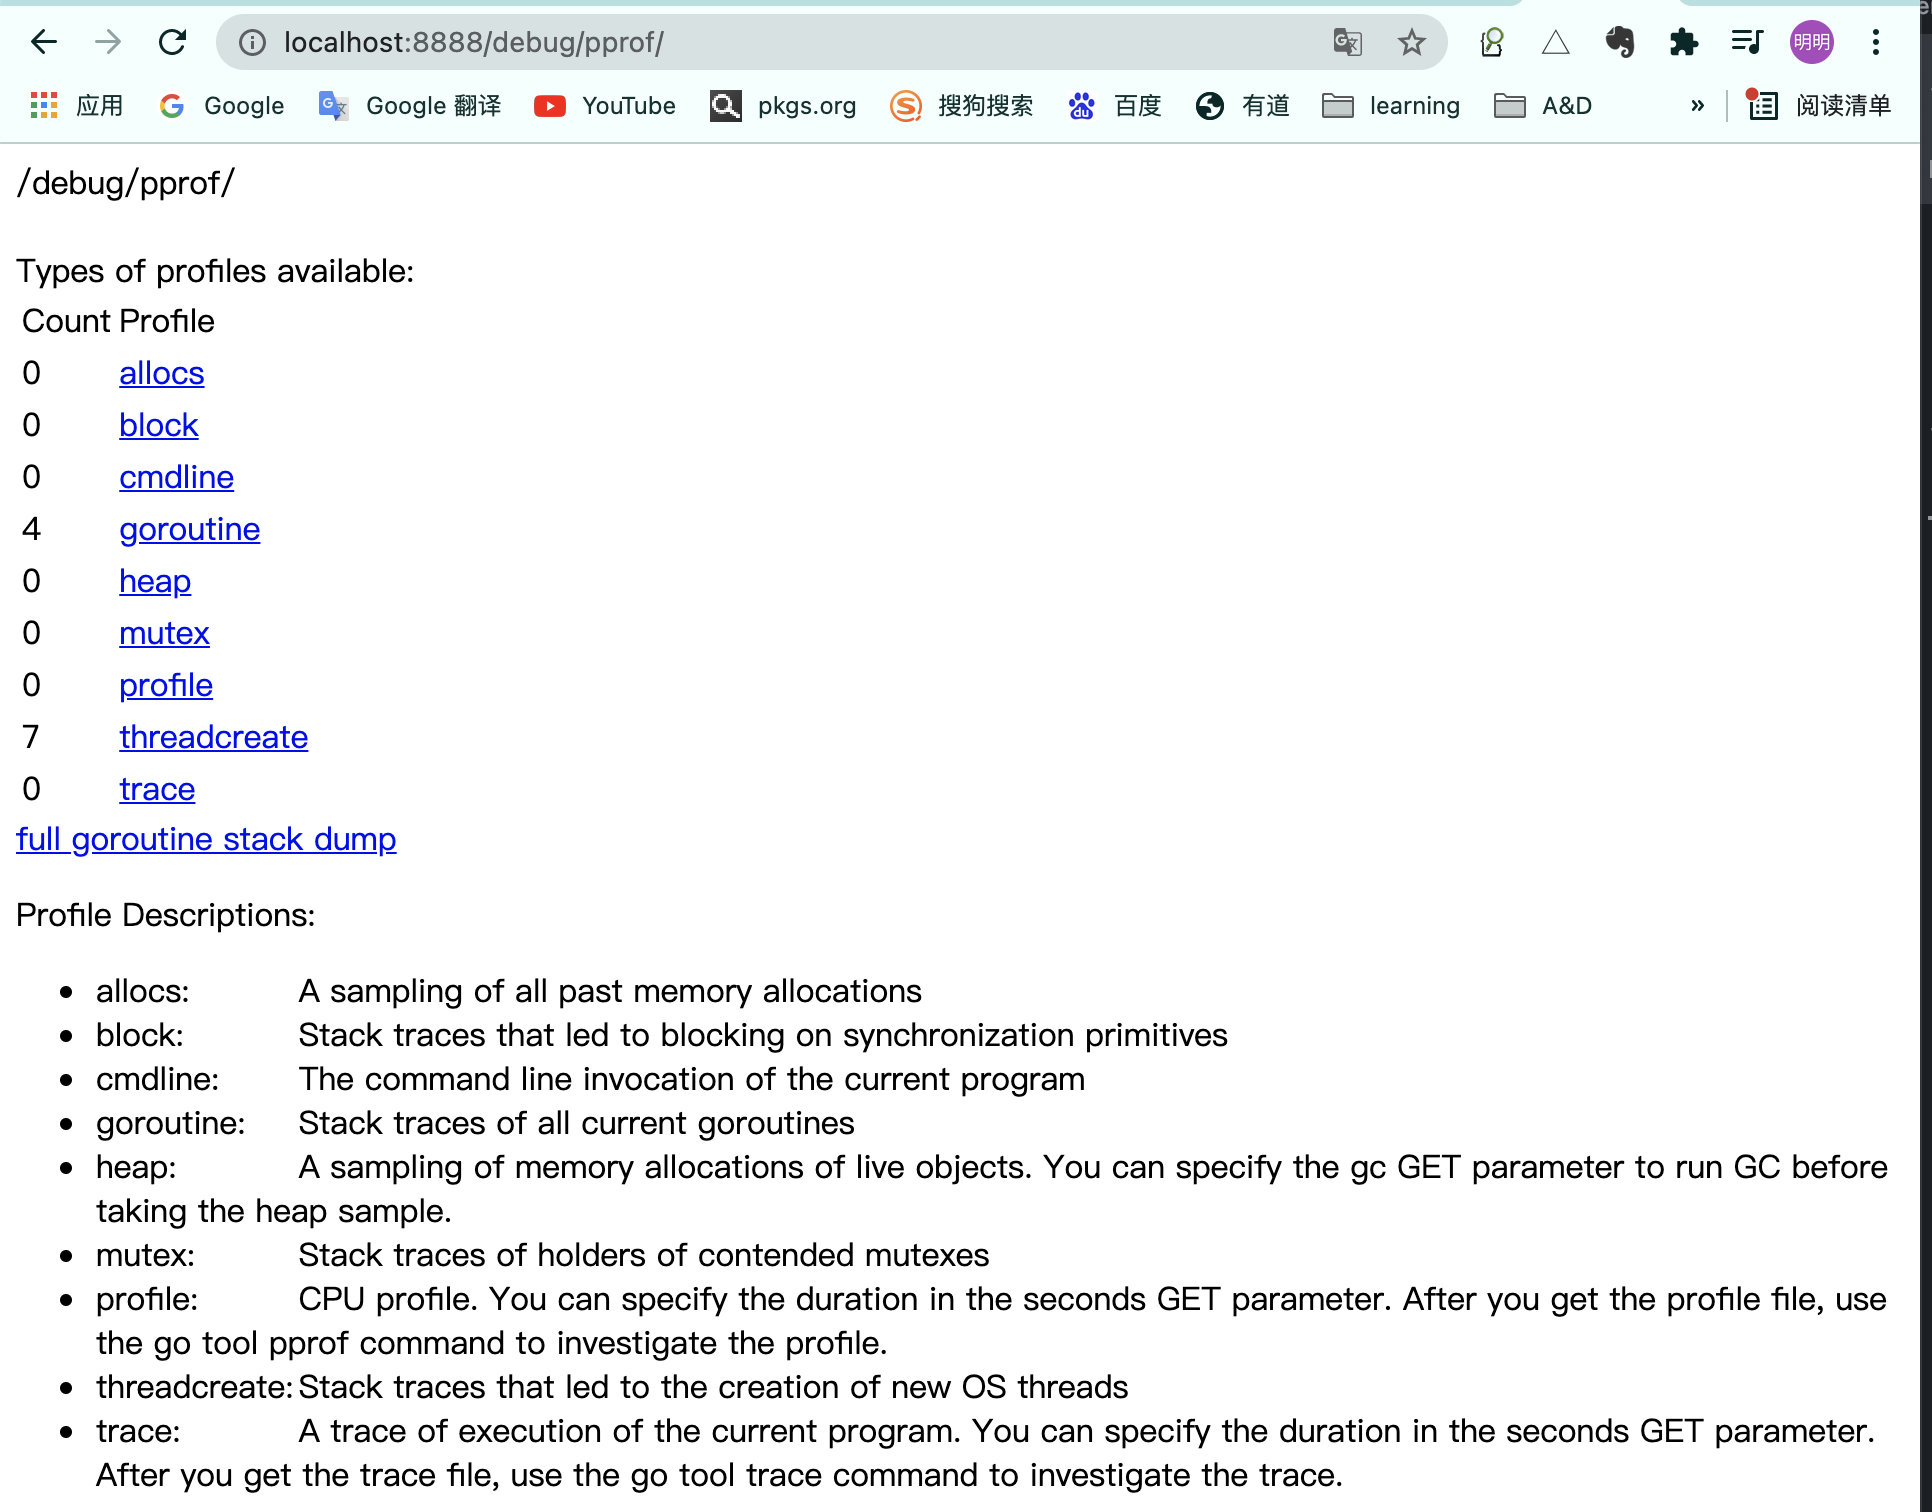 localhost:8888/debug/pprof/
明明
应用 Google Google 翻译 YouTube pkgs.org 搜狗搜索 百度 有道 learning A&D » 阅读清单
/debug/pprof/
Types of profiles available:
Count Profile
0 allocs
0 block
0 cmdline
4 goroutine
0 heap
0 mutex
0 profile
7 threadcreate
0 trace
full goroutine stack dump
Profile Descriptions:
• allocs: A sampling of all past memory allocations
• block: Stack traces that led to blocking on synchronization primitives
• cmdline: The command line invocation of the current program
• goroutine: Stack traces of all current goroutines
• heap: A sampling of memory allocations of live objects. You can specify the gc GET parameter to run GC before
taking the heap sample.
• mutex: Stack traces of holders of contended mutexes
• profile: CPU profile. You can specify the duration in the seconds GET parameter. After you get the profile file, use
the go tool pprof command to investigate the profile.
• threadcreate: Stack traces that led to the creation of new OS threads
• trace: A trace of execution of the current program. You can specify the duration in the seconds GET parameter.
After you get the trace file, use the go tool trace command to investigate the trace.